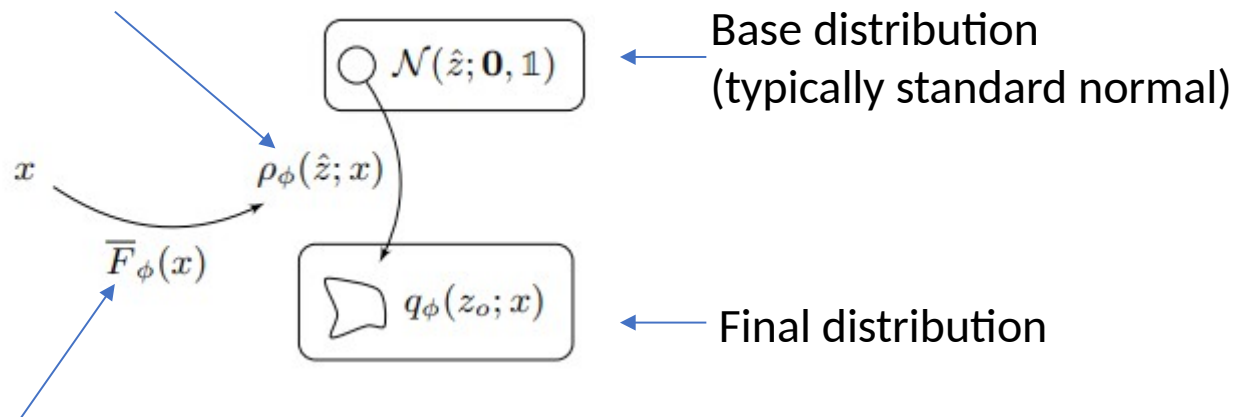 Base distribution
(typically standard normal)
𝒩(ẑ; 𝟎, 𝟙)
x
ρ_ϕ(ẑ; x)
F̅_ϕ(x)
q_ϕ(z_o; x)
Final distribution